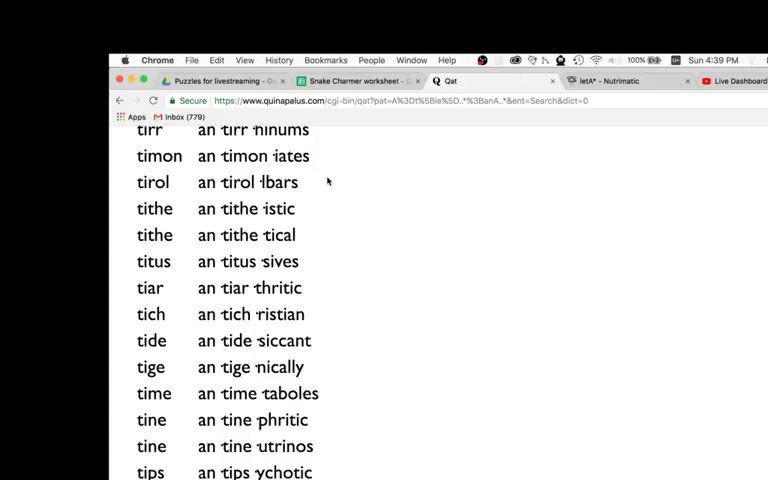 Chrome File Edit View History Bookmarks People Window Help 100% Sun 4:39 PM
Puzzles for livestreaming - G Snake Charmer worksheet - Qat letA* - Nutrimatic Live Dashboard
Secure https://www.quinapalus.com/cgi-bin/qat?pat=A%3Dt%5Bie%5D..*%3BanA..*&ent=Search&dict=0
Apps Inbox (779)
tirr an·tirr·hinums
timon an·timon·iates
tirol an·tirol·lbars
tithe an·tithe·istic
tithe an·tithe·tical
titus an·titus·sives
tiar an·tiar·thritic
tich an·tich·ristian
tide an·tide·siccant
tige an·tige·nically
time an·time·taboles
tine an·tine·phritic
tine an·tine·utrinos
tips an·tips·ychotic